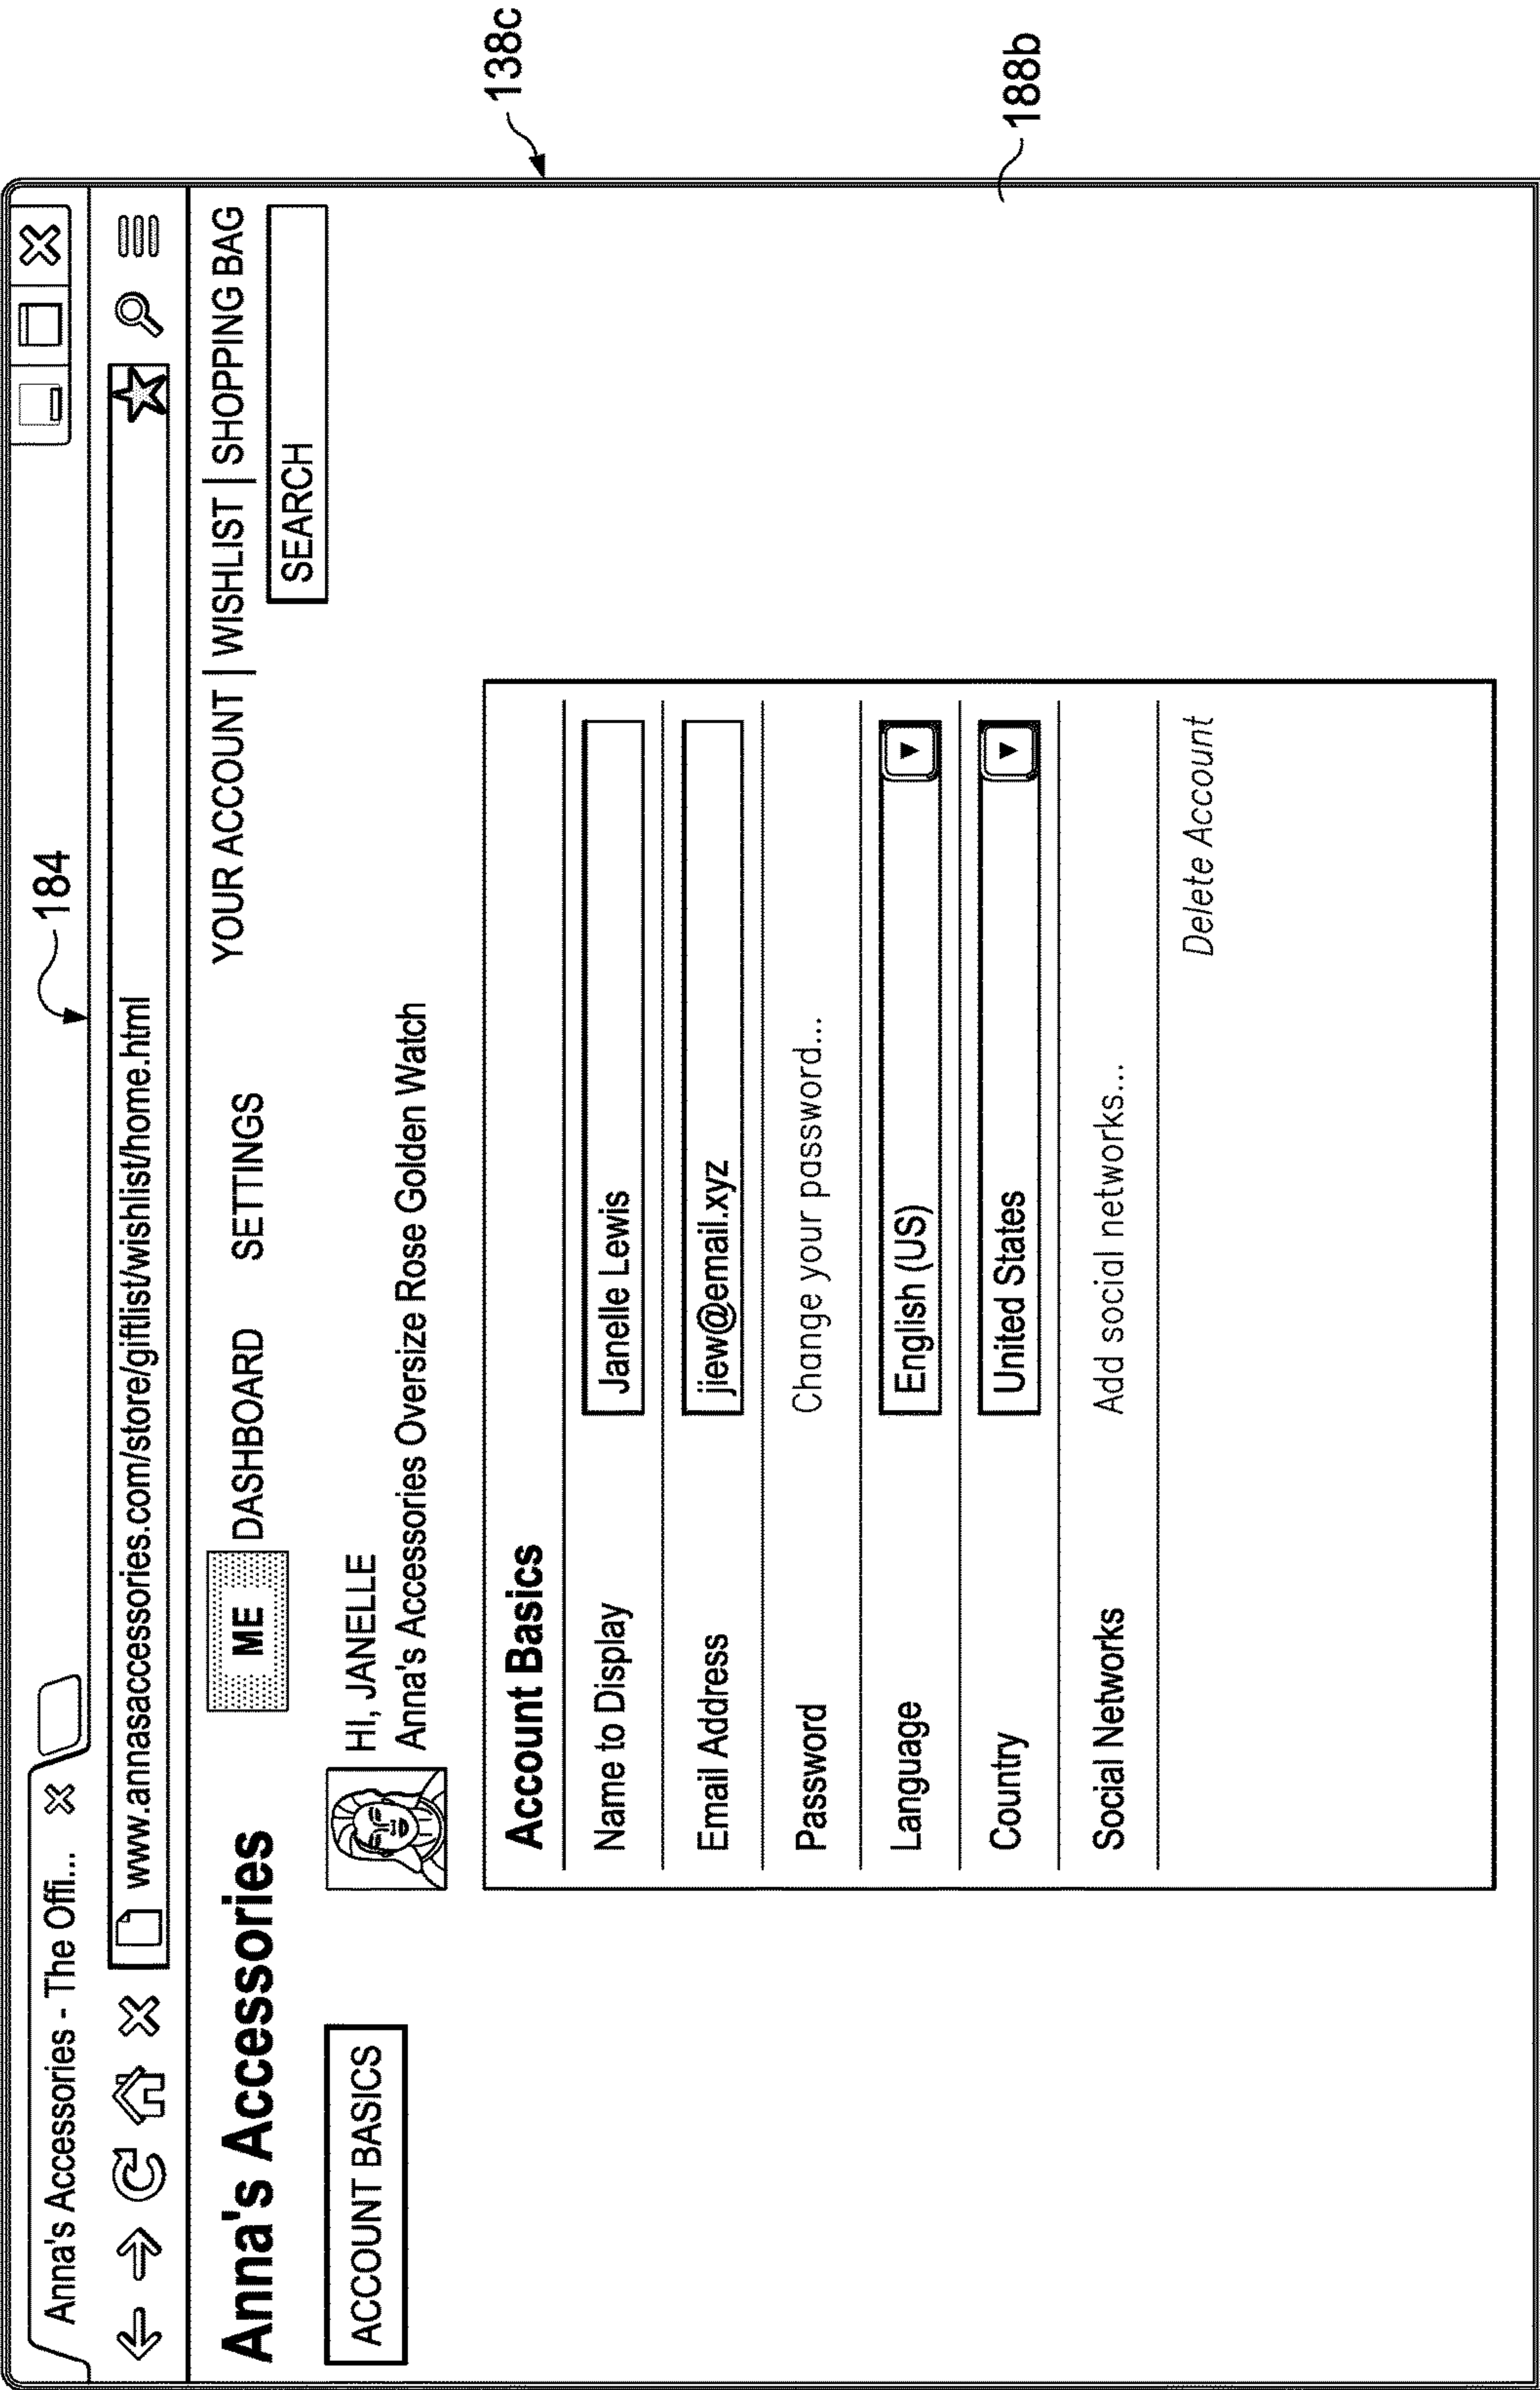 184
Anna's Accessories - The Offi...
www.annasaccessories.com/store/giftlist/wishlist/home.html
Anna's Accessories
ME DASHBOARD SETTINGS
YOUR ACCOUNT | WISHLIST | SHOPPING BAG
SEARCH
ACCOUNT BASICS
HI, JANELLE
Anna's Accessories Oversize Rose Golden Watch
138c
Account Basics
Name to Display Janelle Lewis
Email Address jiew@email.xyz
Password Change your password...
Language English (US)
Country United States
Social Networks Add social networks...
Delete Account
188b